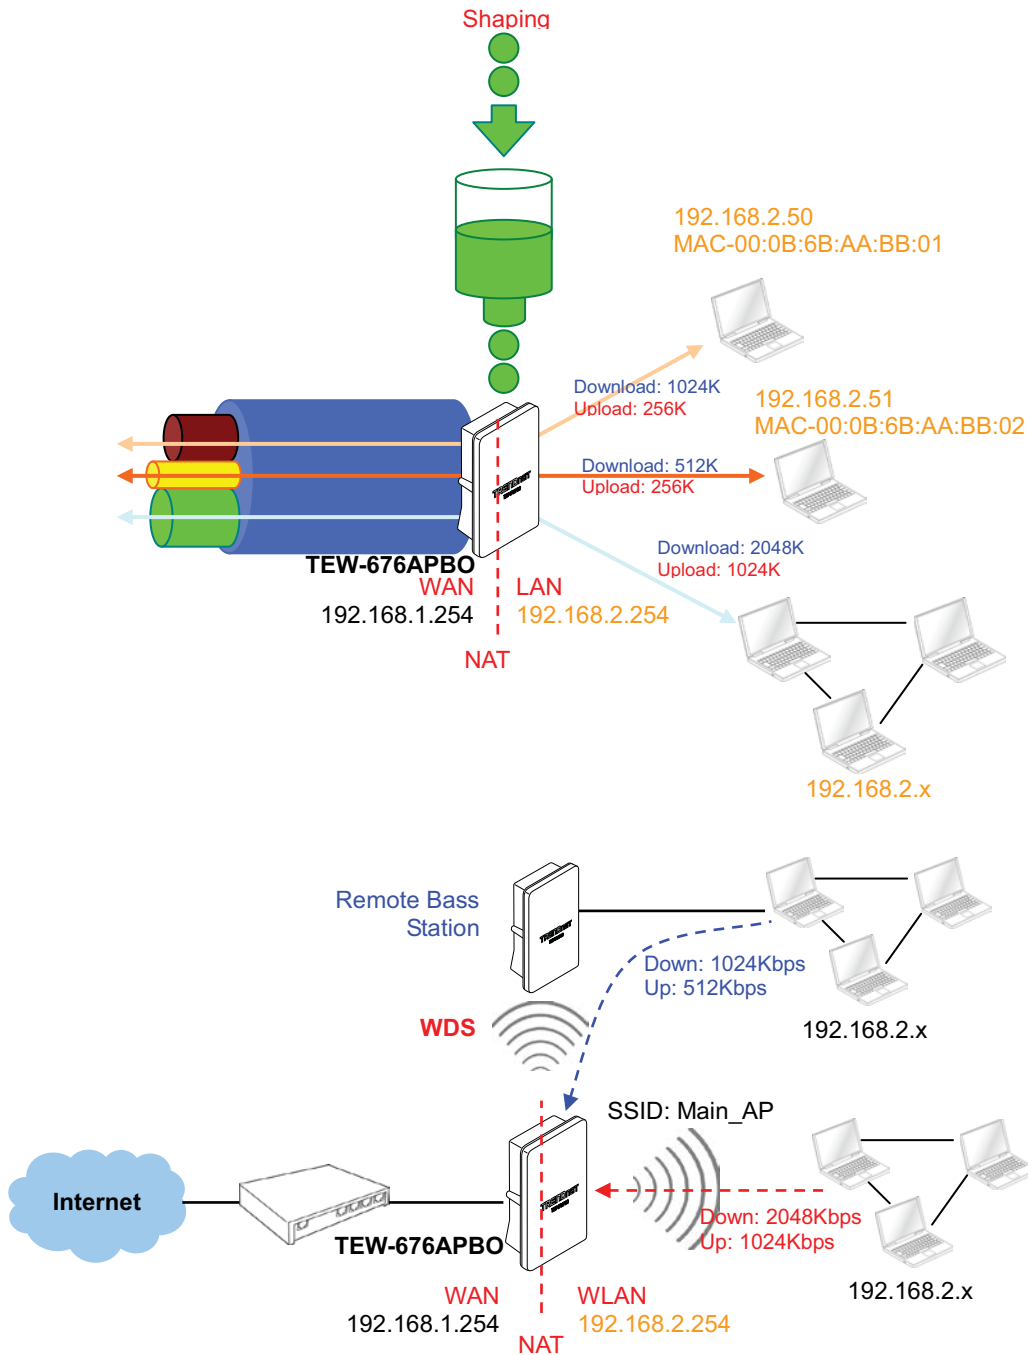 Shaping
192.168.2.50
MAC-00:0B:6B:AA:BB:01
Download: 1024K
Upload: 256K
192.168.2.51
MAC-00:0B:6B:AA:BB:02
Download: 512K
Upload: 256K
TRENDNET
Download: 2048K
Upload: 1024K
TEW-676APBO
WAN
LAN
192.168.1.254
192.168.2.254
NAT
192.168.2.x
Remote Bass
Station
TRENDNET
Down: 1024Kbps
Up: 512Kbps
WDS
192.168.2.x
SSID: Main_AP
Internet
TRENDNET
Down: 2048Kbps
Up: 1024Kbps
TEW-676APBO
192.168.2.x
WAN
WLAN
192.168.1.254
192.168.2.254
NAT